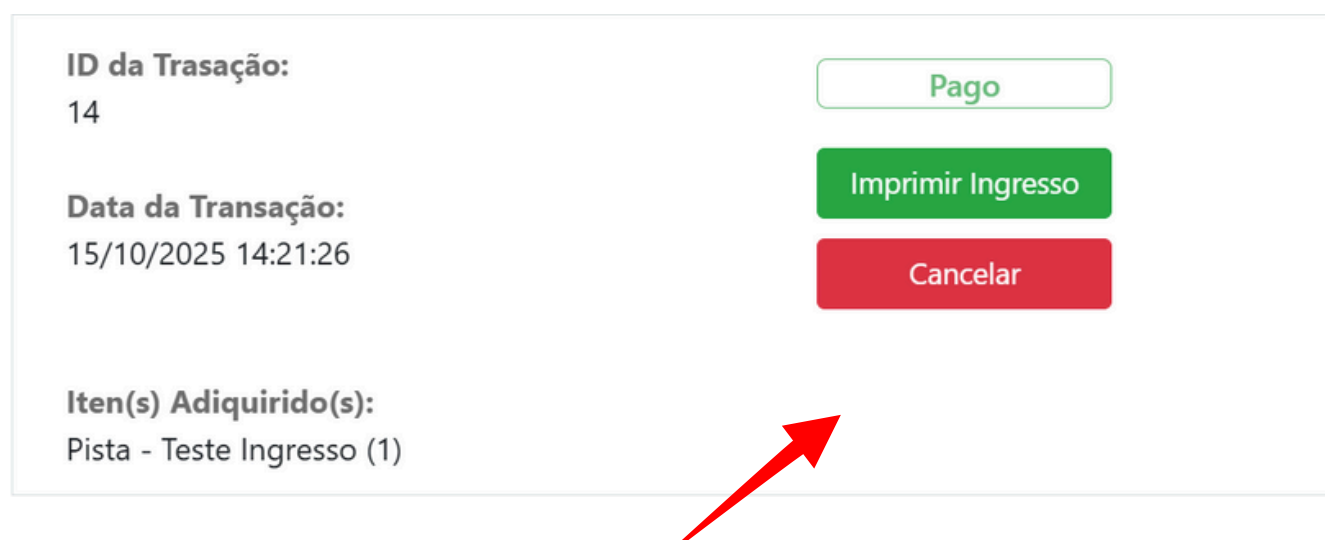 ID da Trasação:
14
Data da Transação:
15/10/2025 14:21:26
Iten(s) Adiquirido(s):
Pista - Teste Ingresso (1)
Pago
Imprimir Ingresso
Cancelar